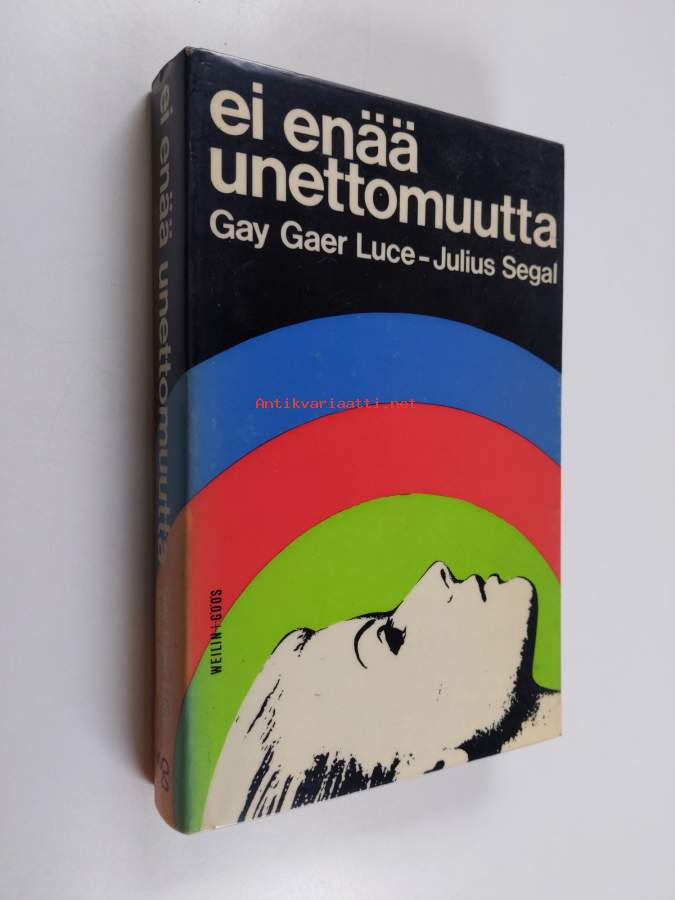 ei enää
unettomuutta
Gay Gaer Luce – Julius Segal
WEILIN + GÖÖS
ei enää unettomuutta
Antikvariaatti.net